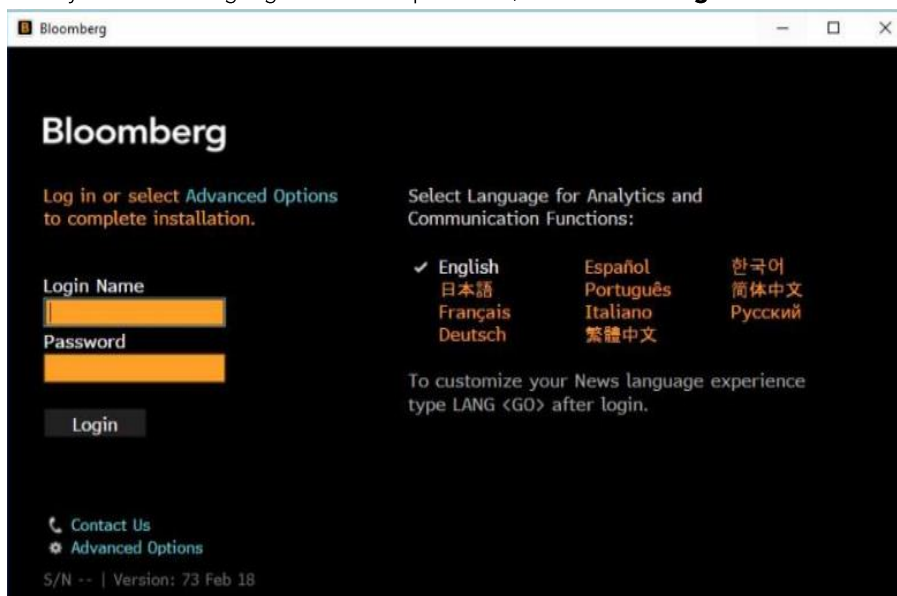 Bloomberg
Bloomberg
Log in or select Advanced Options
to complete installation.
Login Name
Password
Login
Contact Us
Advanced Options
S/N -- | Version: 73 Feb 18
Select Language for Analytics and
Communication Functions:
✓ English Español 한국어
日本語 Português 简体中文
Français Italiano Русский
Deutsch 繁體中文
To customize your News language experience
type LANG <GO> after login.